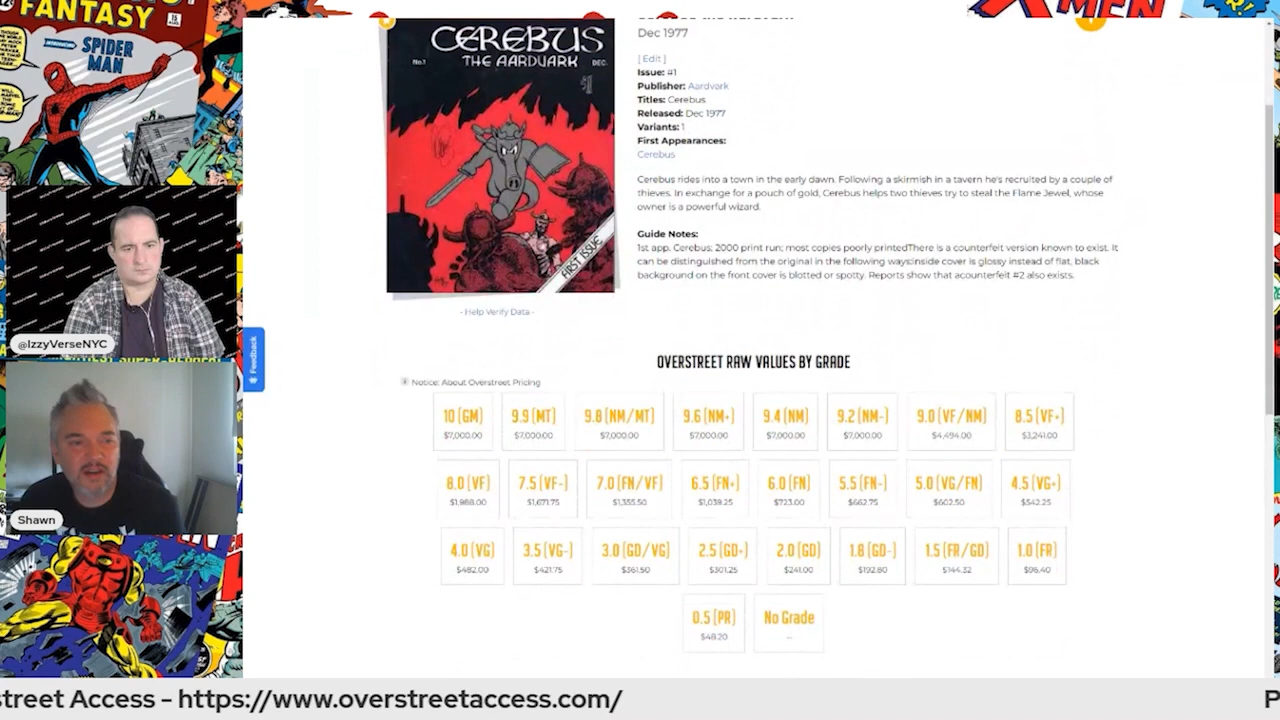 FANTASY
15
INTRODUCING
SPIDER
MAN
X-MEN
@IzzyVerseNYC
Shawn
Feedback
CEREBUS
THE AARDVARK
No.1
DEC.
$1
FIRST ISSUE
- Help Verify Data -
Dec 1977
[ Edit ]
Issue: #1
Publisher: Aardvark
Titles: Cerebus
Released: Dec 1977
Variants: 1
First Appearances:
Cerebus
Cerebus rides into a town in the early dawn. Following a skirmish in a tavern he's recruited by a couple of
thieves. In exchange for a pouch of gold, Cerebus helps two thieves try to steal the Flame Jewel, whose
owner is a powerful wizard.
Guide Notes:
1st app. Cerebus; 2000 print run; most copies poorly printedThere is a counterfeit version known to exist. It
can be distinguished from the original in the following ways:inside cover is glossy instead of flat, black
background on the front cover is blotted or spotty. Reports show that acounterfeit #2 also exists.
OVERSTREET RAW VALUES BY GRADE
Notice: About Overstreet Pricing
10 (GM) 9.9 (MT) 9.8 (NM/MT) 9.6 (NM+) 9.4 (NM) 9.2 (NM-) 9.0 (VF/NM) 8.5 (VF+)
$7,000.00 $7,000.00 $7,000.00 $7,000.00 $7,000.00 $7,000.00 $4,494.00 $3,241.00
8.0 (VF) 7.5 (VF-) 7.0 (FN/VF) 6.5 (FN+) 6.0 (FN) 5.5 (FN-) 5.0 (VG/FN) 4.5 (VG+)
$1,988.00 $1,671.75 $1,355.50 $1,039.25 $723.00 $662.75 $602.50 $542.25
4.0 (VG) 3.5 (VG-) 3.0 (GD/VG) 2.5 (GD+) 2.0 (GD) 1.8 (GD-) 1.5 (FR/GD) 1.0 (FR)
$482.00 $421.75 $361.50 $301.25 $241.00 $192.80 $144.32 $96.40
0.5 (PR) No Grade
$48.20 --
street Access - https://www.overstreetaccess.com/
P